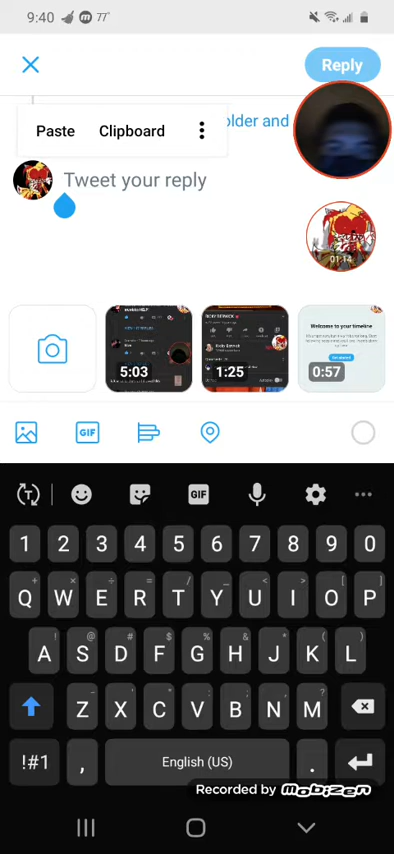 9:40 77°
Reply
older and
Paste Clipboard
Tweet your reply
01:14
5:03
1:25
Welcome to your timeline
0:57
GIF
T GIF
1 2 3 4 5 6 7 8 9 0
+ × ÷ = / _ < > [ ]
Q W E R T Y U I O P
! @ # $ % ^ & * ( )
A S D F G H J K L
- ' " : ; , ?
Z X C V B N M
!#1 , English (US) .
Recorded by mobizen